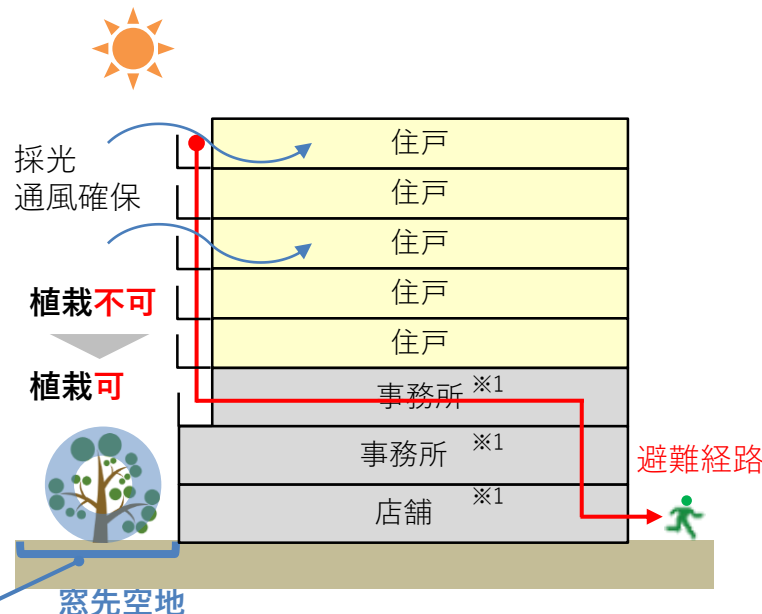 採光
通風確保
住戸
住戸
住戸
植栽不可
住戸
住戸
植栽可
事務所 ※1
事務所 ※1
避難経路
店舗 ※1
窓先空地